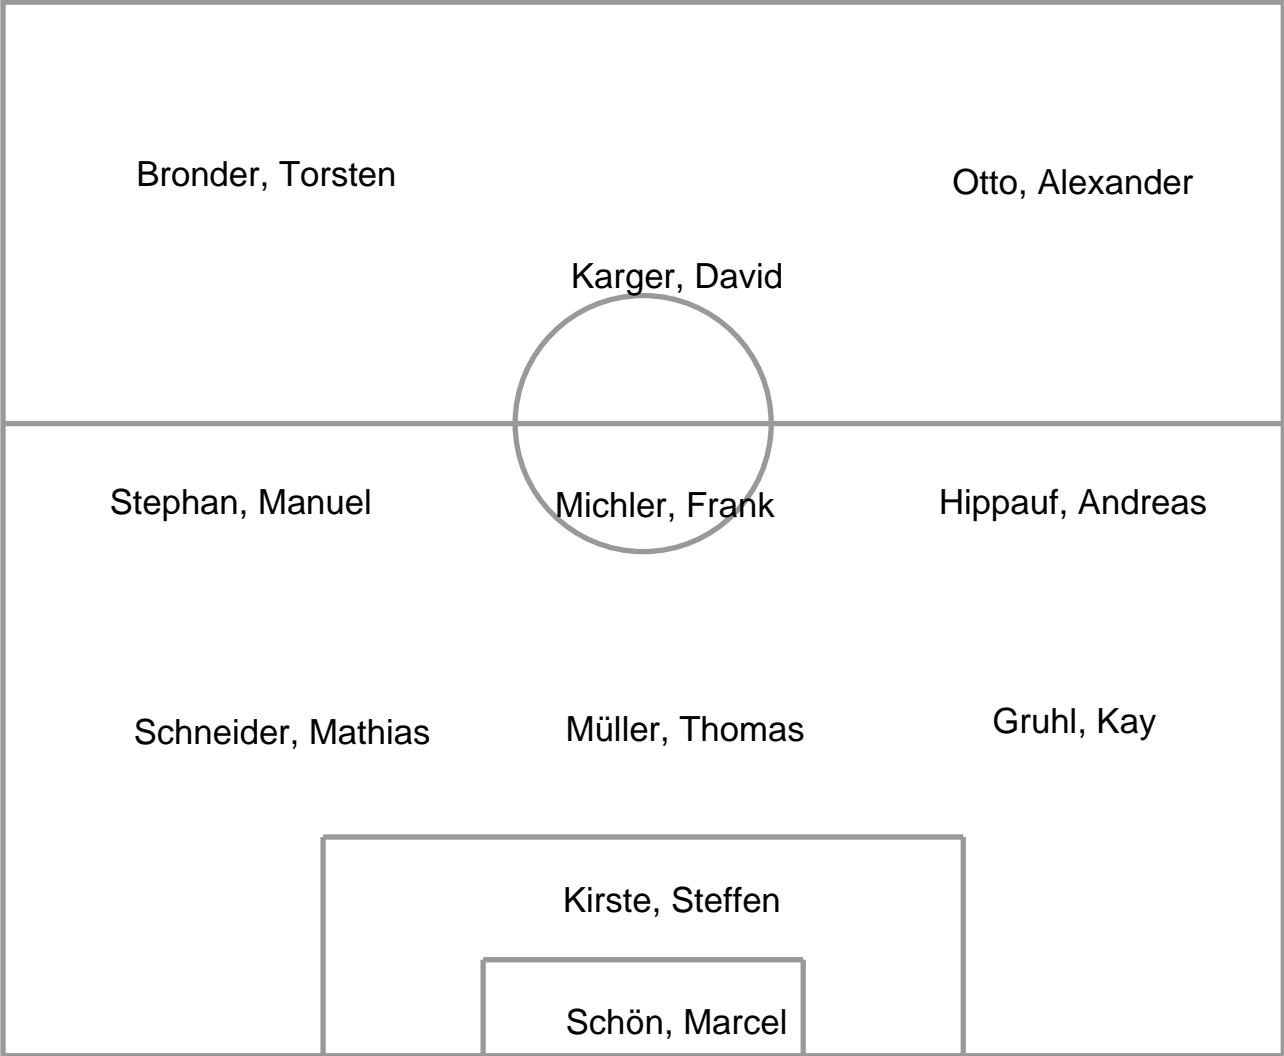 Bronder, Torsten
Otto, Alexander
Karger, David
Stephan, Manuel
Michler, Frank
Hippauf, Andreas
Schneider, Mathias
Müller, Thomas
Gruhl, Kay
Kirste, Steffen
Schön, Marcel